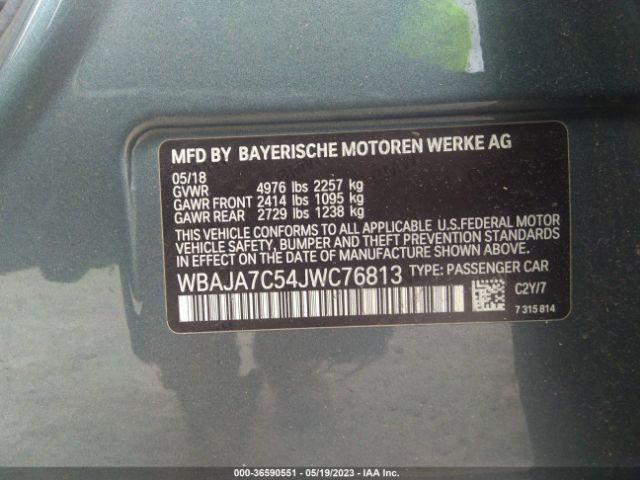 MFD BY BAYERISCHE MOTOREN WERKE AG
05/18
GVWR 4976 lbs 2257 kg
GAWR FRONT 2414 lbs 1095 kg
GAWR REAR 2729 lbs 1238 kg
THIS VEHICLE CONFORMS TO ALL APPLICABLE U.S.FEDERAL MOTOR
VEHICLE SAFETY, BUMPER, AND THEFT PREVENTION STANDARDS
IN EFFECT ON THE DATE OF MANUFACTURE SHOWN ABOVE.
WBAJA7C54JWC76813 TYPE: PASSENGER CAR
C2Y/7
7 315 814
000-36590551 - 05/19/2023 - IAA Inc.